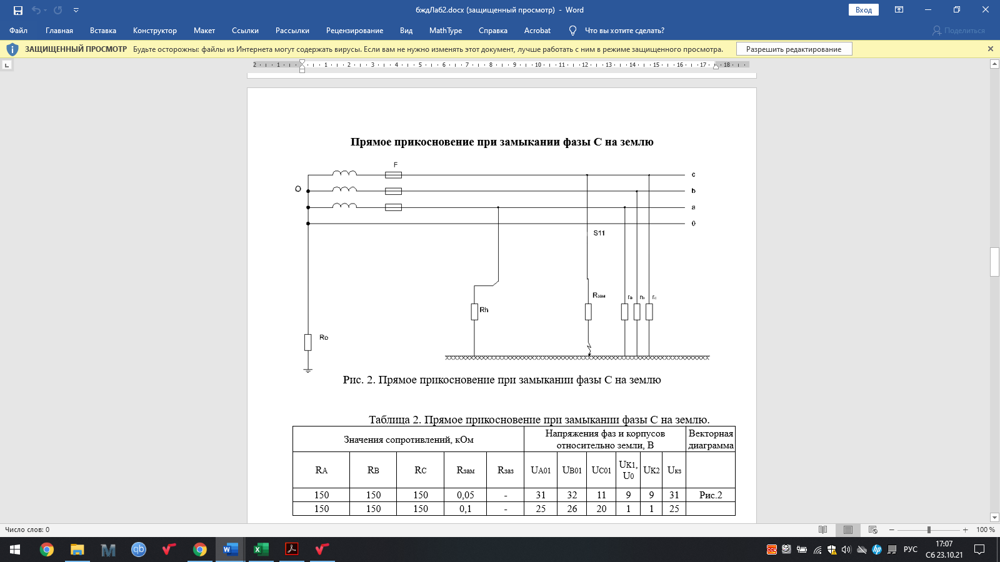 бждЛаб2.docx (защищенный просмотр) - Word
Вход
Файл Главная Вставка Конструктор Макет Ссылки Рассылки Рецензирование Вид MathType Справка Acrobat Что вы хотите сделать? Поделиться
ЗАЩИЩЕННЫЙ ПРОСМОТР Будьте осторожны: файлы из Интернета могут содержать вирусы. Если вам не нужно изменять этот документ, лучше работать с ним в режиме защищенного просмотра. Разрешить редактирование
2 1 1 2 3 4 5 6 7 8 9 10 11 12 13 14 15 16 17 18
Прямое прикосновение при замыкании фазы С на землю
F
c
O
b
a
0
S11
Rзам
ra
rb
rc
Rh
Ro
Рис. 2. Прямое прикосновение при замыкании фазы С на землю
Таблица 2. Прямое прикосновение при замыкании фазы С на землю.
Значения сопротивлений, кОм
Напряжения фаз и корпусов относительно земли, В
Векторная диаграмма
RA RB RC Rзам Rзаз UA01 UB01 UC01 UK1, U0 UK2 Uкз
150 150 150 0,05 - 31 32 11 9 9 31 Рис.2
150 150 150 0,1 - 25 26 20 1 1 25
Число слов: 0
100 %
РУС
17:07
Сб 23.10.21